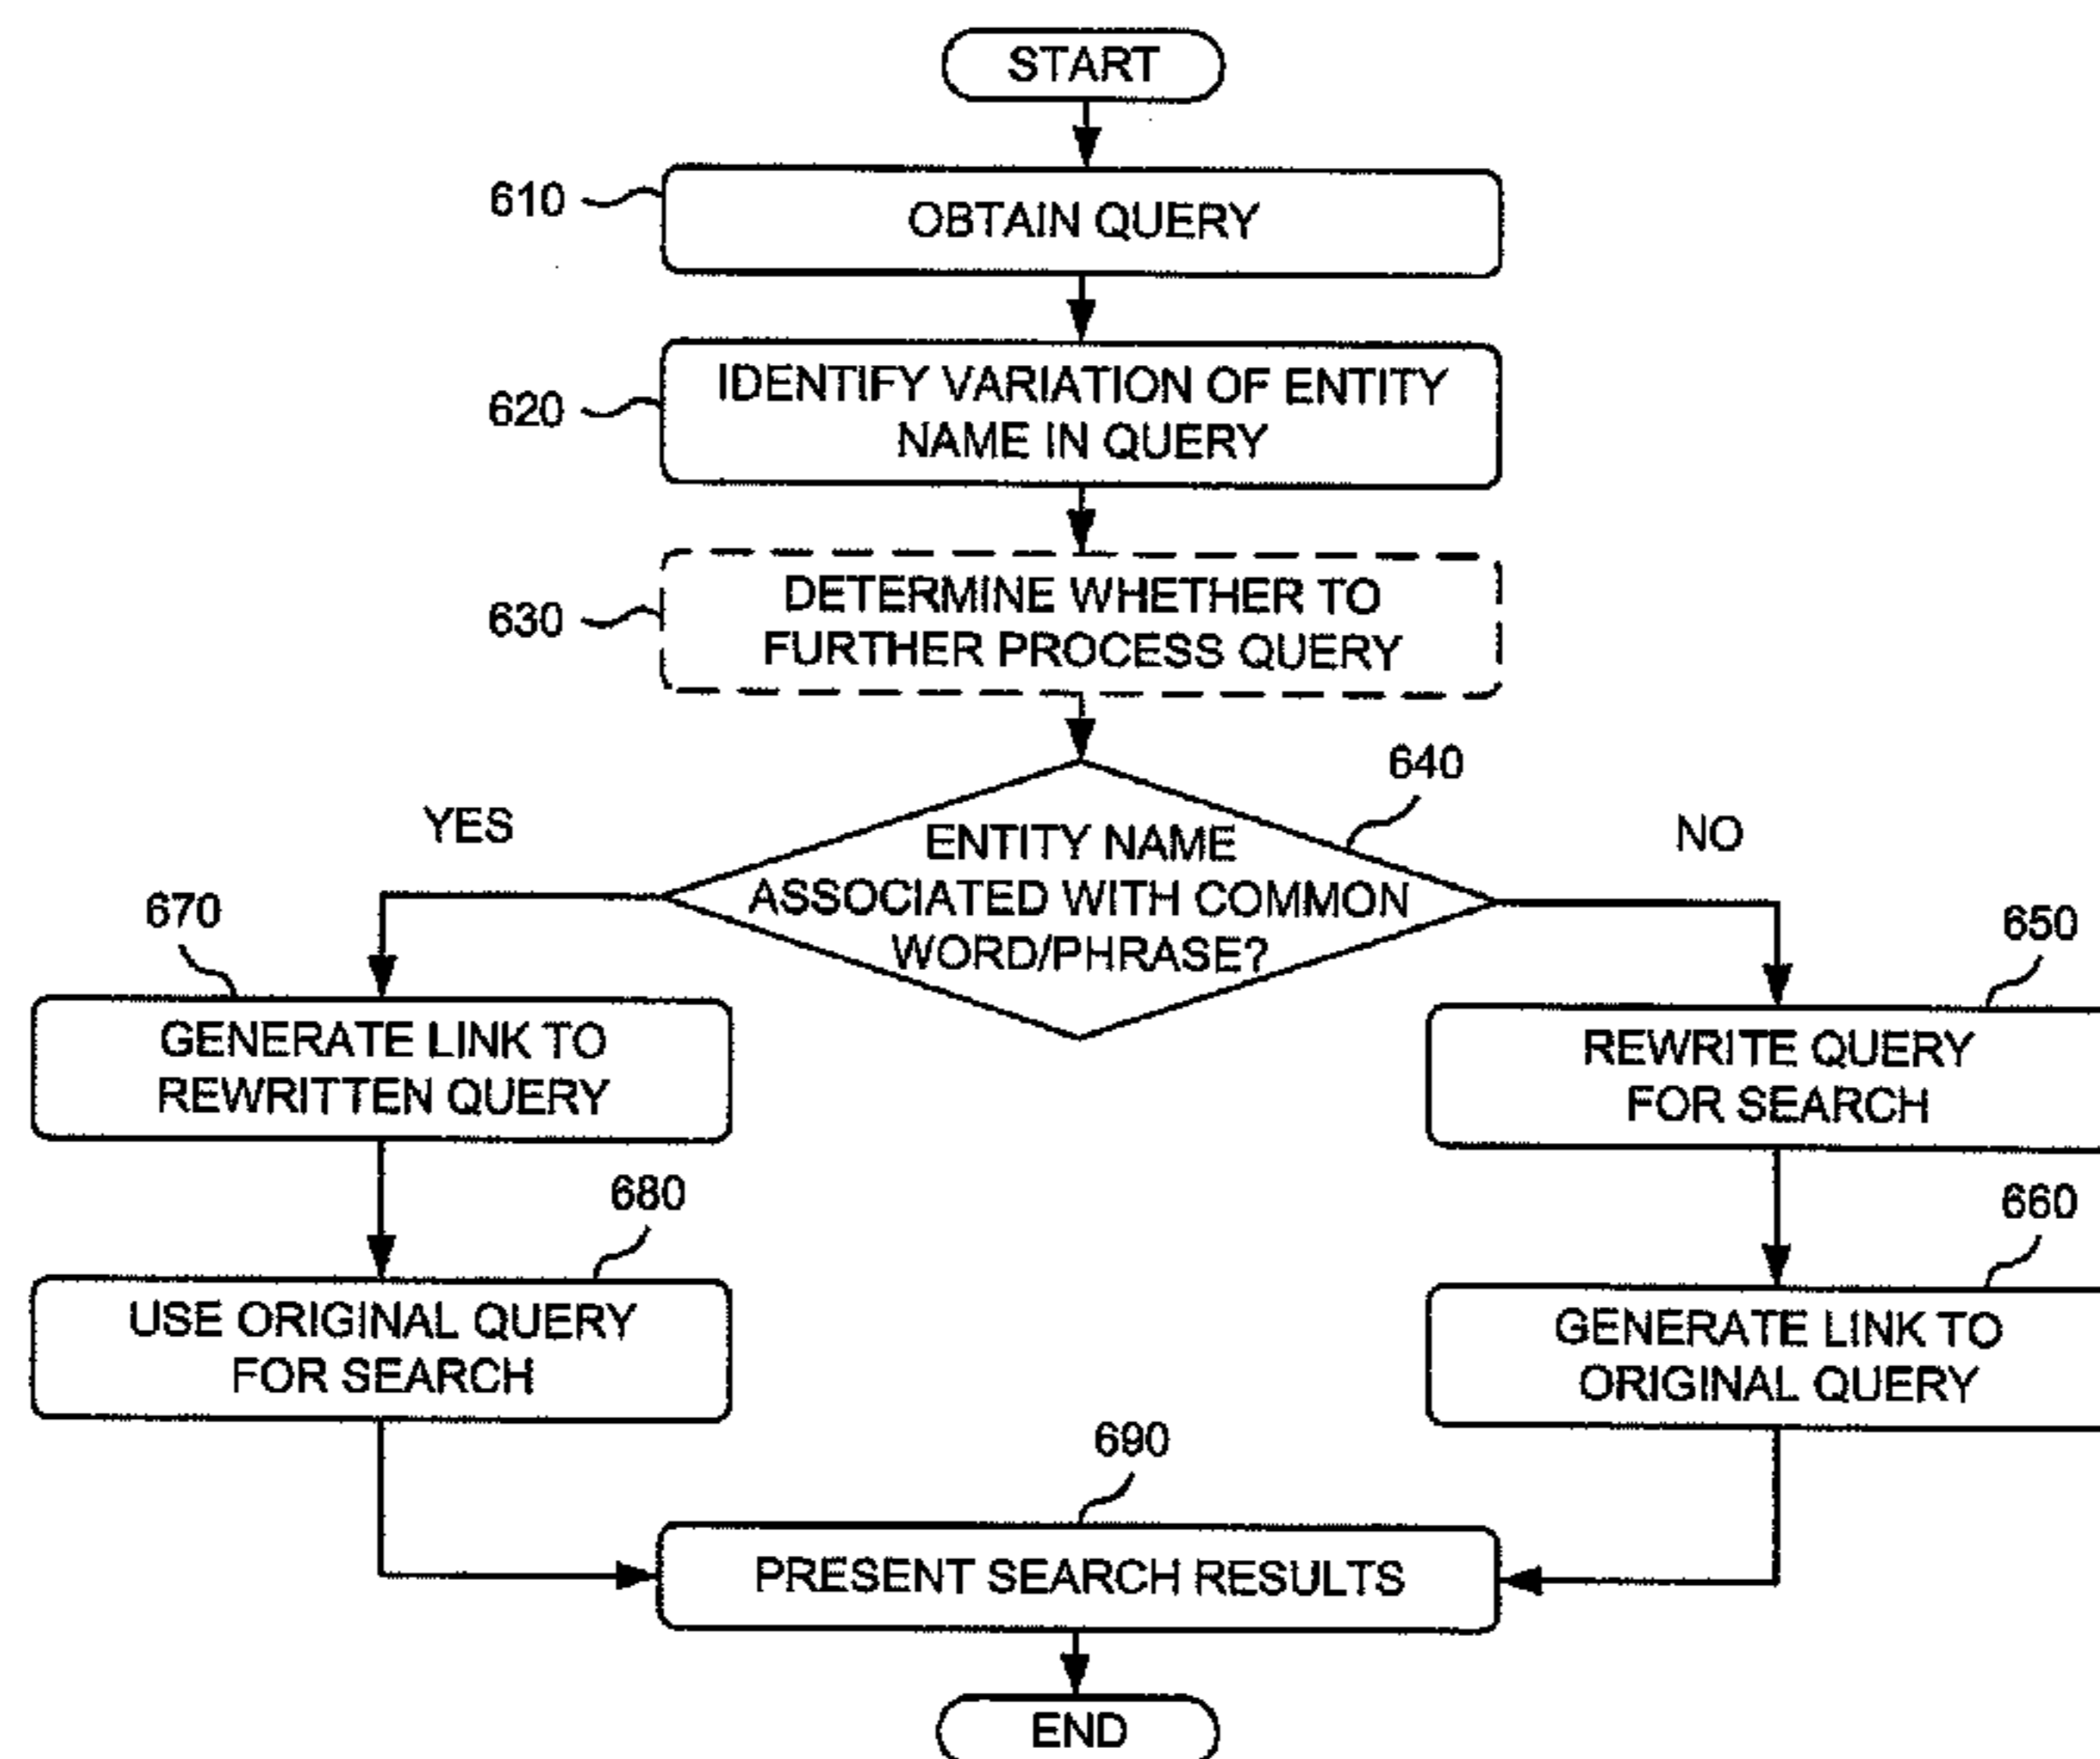 START
610
OBTAIN QUERY
620
IDENTIFY VARIATION OF ENTITY
NAME IN QUERY
630
DETERMINE WHETHER TO
FURTHER PROCESS QUERY
640
YES
NO
ENTITY NAME
ASSOCIATED WITH COMMON
WORD/PHRASE?
670
GENERATE LINK TO
REWRITTEN QUERY
650
REWRITE QUERY
FOR SEARCH
680
USE ORIGINAL QUERY
FOR SEARCH
660
GENERATE LINK TO
ORIGINAL QUERY
690
PRESENT SEARCH RESULTS
END